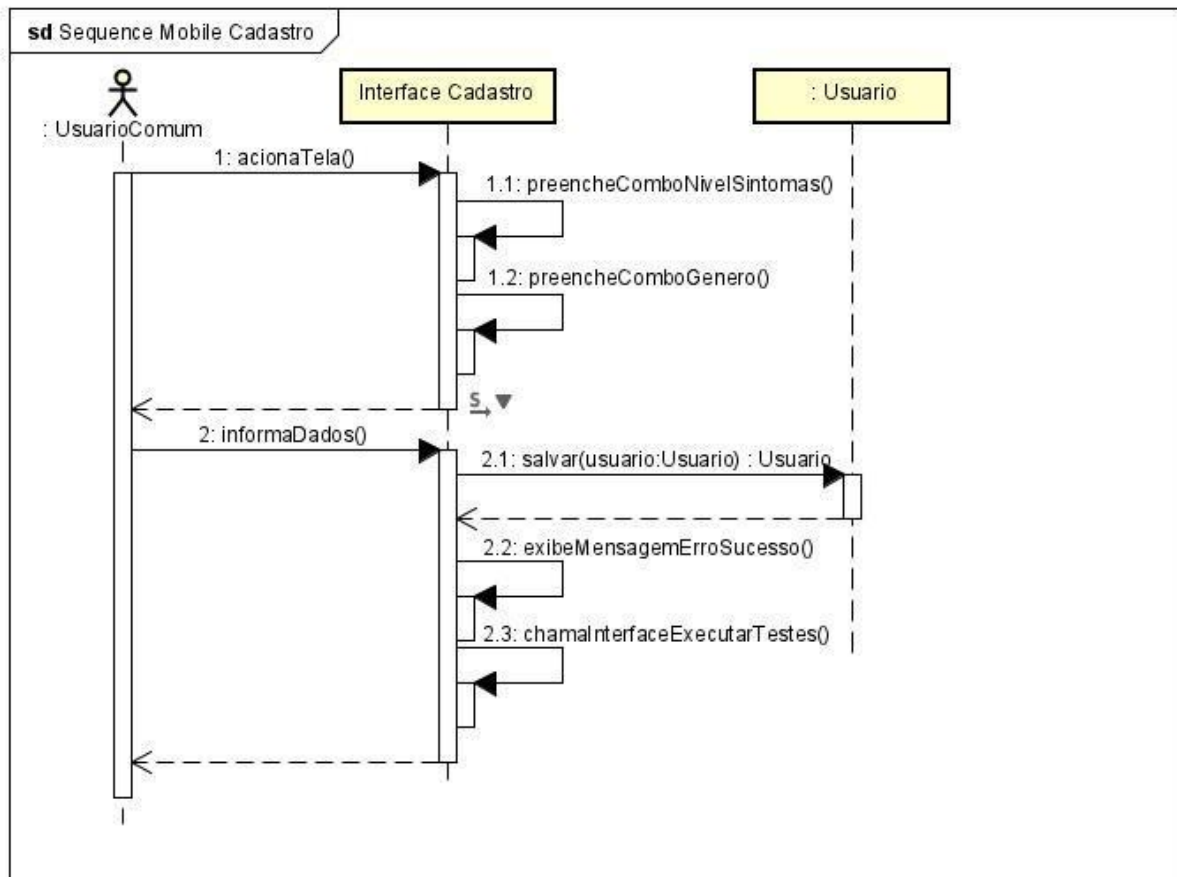 sd Sequence Mobile Cadastro
Interface Cadastro
: Usuario
: UsuarioComum
1: acionaTela()
1.1: preencheComboNivelSintomas()
1.2: preencheComboGenero()
S
2: informaDados()
2.1: salvar(usuario:Usuario) : Usuario
2.2: exibeMensagemErroSucesso()
2.3: chamaInterfaceExecutarTestes()